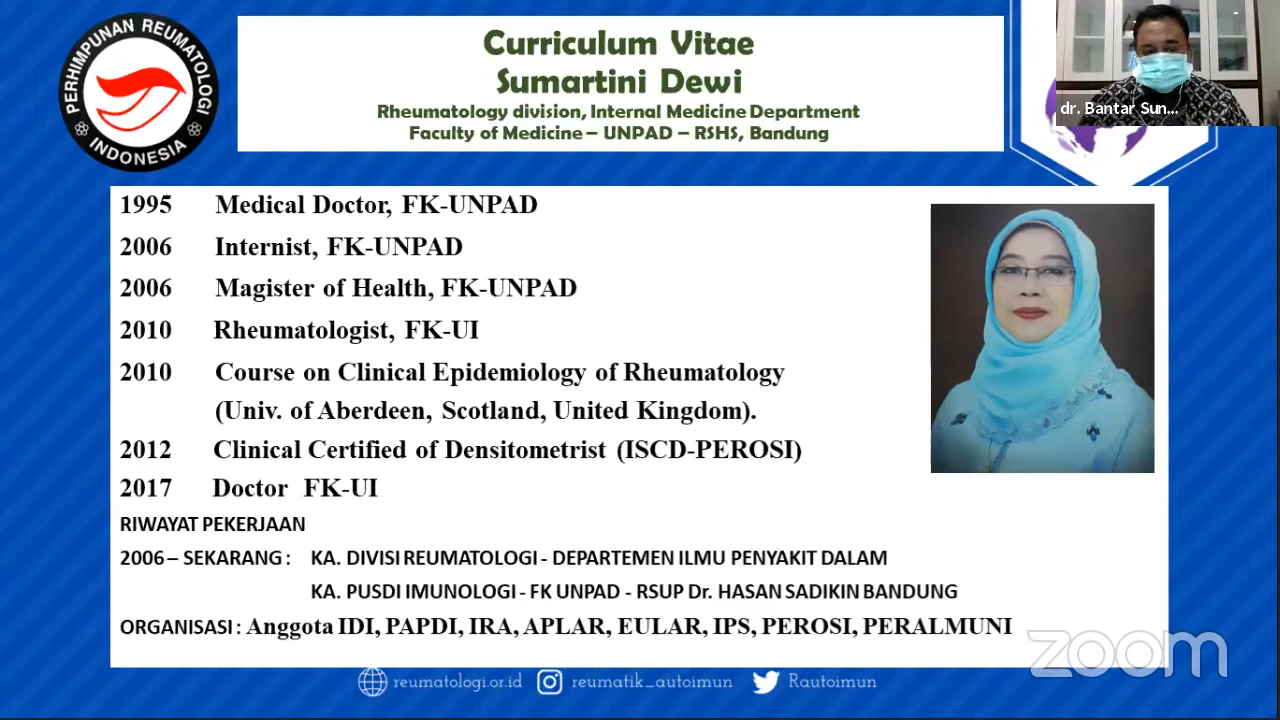 PERHIMPUNAN REUMATOLOGI
INDONESIA
Curriculum Vitae
Sumartini Dewi
Rheumatology division, Internal Medicine Department
Faculty of Medicine – UNPAD – RSHS, Bandung
dr. Bantar Sun...
1995 Medical Doctor, FK-UNPAD
2006 Internist, FK-UNPAD
2006 Magister of Health, FK-UNPAD
2010 Rheumatologist, FK-UI
2010 Course on Clinical Epidemiology of Rheumatology
(Univ. of Aberdeen, Scotland, United Kingdom).
2012 Clinical Certified of Densitometrist (ISCD-PEROSI)
2017 Doctor FK-UI
RIWAYAT PEKERJAAN
2006 – SEKARANG : KA. DIVISI REUMATOLOGI - DEPARTEMEN ILMU PENYAKIT DALAM
KA. PUSDI IMUNOLOGI - FK UNPAD - RSUP Dr. HASAN SADIKIN BANDUNG
ORGANISASI : Anggota IDI, PAPDI, IRA, APLAR, EULAR, IPS, PEROSI, PERALMUNI
zoom
reumatologi.or.id reumatik_autoimun Rautoimun